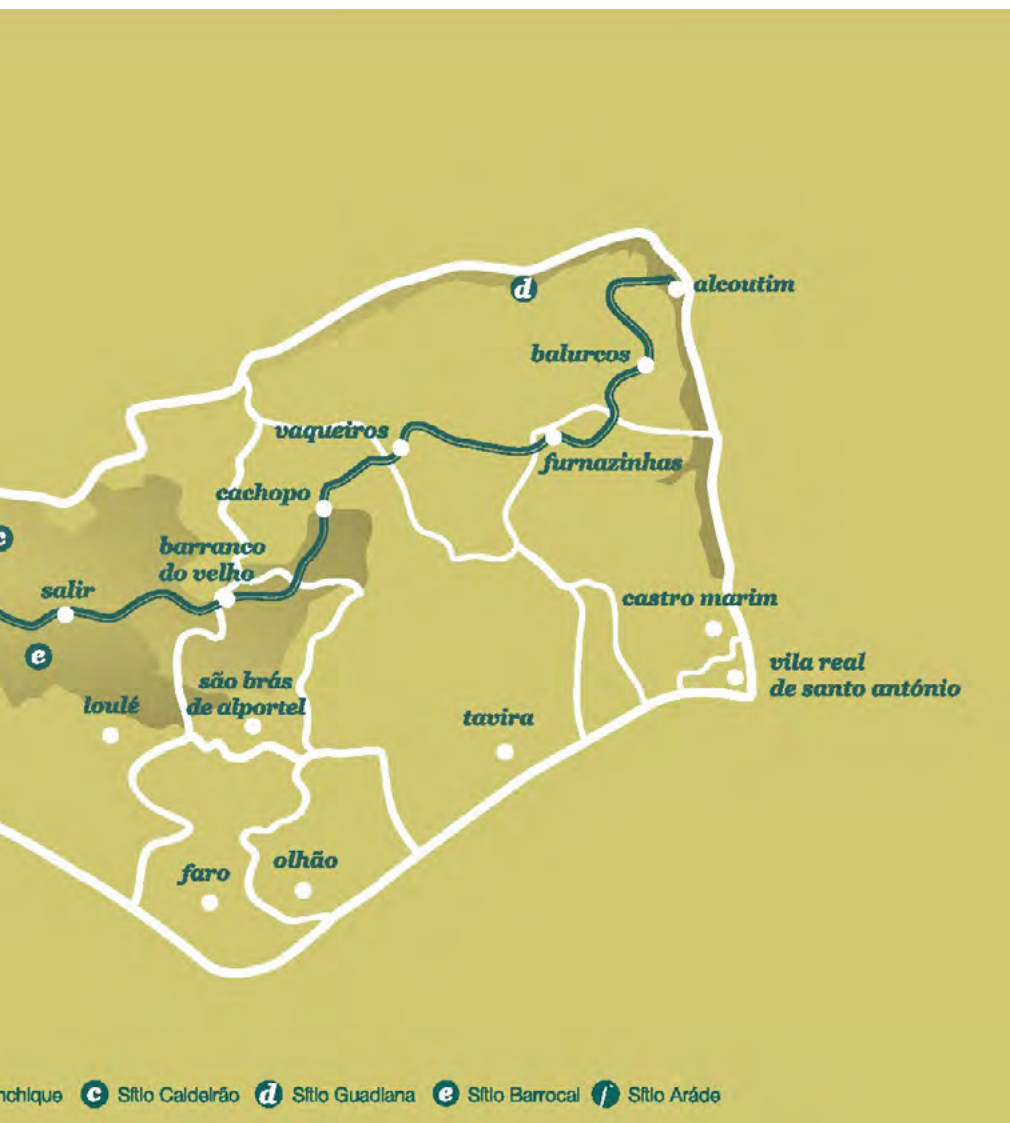 d
alcoutim
balurcos
vaqueiros
furnazinhas
cachopo
c
barranco
do velho
salir
castro marim
e
vila real
de santo antónio
são brás
de alportel
loulé
tavira
olhão
faro
nchique c Sítio Caldeirão d Sítio Guadiana e Sítio Barrocal f Sítio Aráde